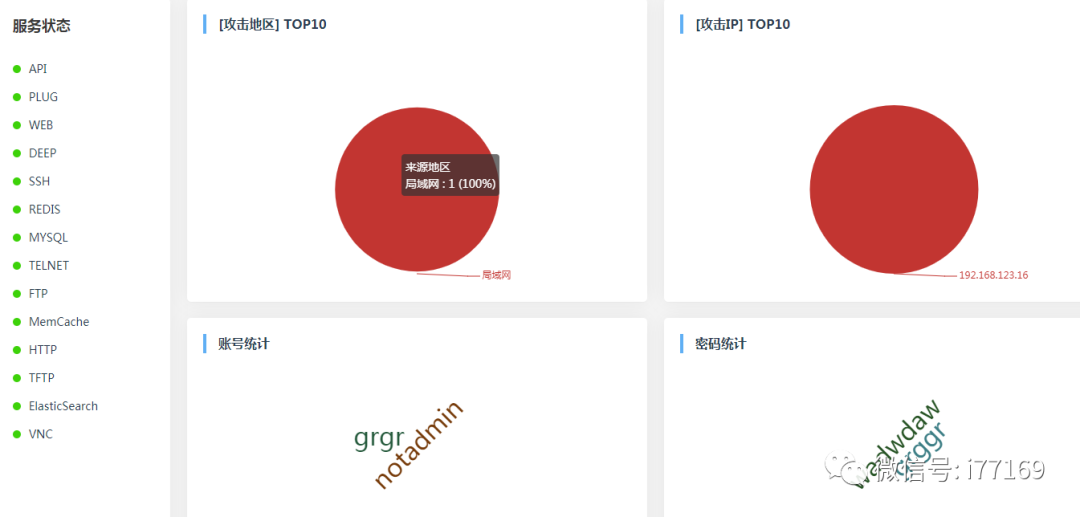 服务状态
API
PLUG
WEB
DEEP
SSH
REDIS
MYSQL
TELNET
FTP
MemCache
HTTP
TFTP
ElasticSearch
VNC
[攻击地区] TOP10
来源地区
局域网 : 1 (100%)
局域网
[攻击IP] TOP10
192.168.123.16
账号统计
grgr
notadmin
密码统计
wadwdaw
grggr
微信号: i77169